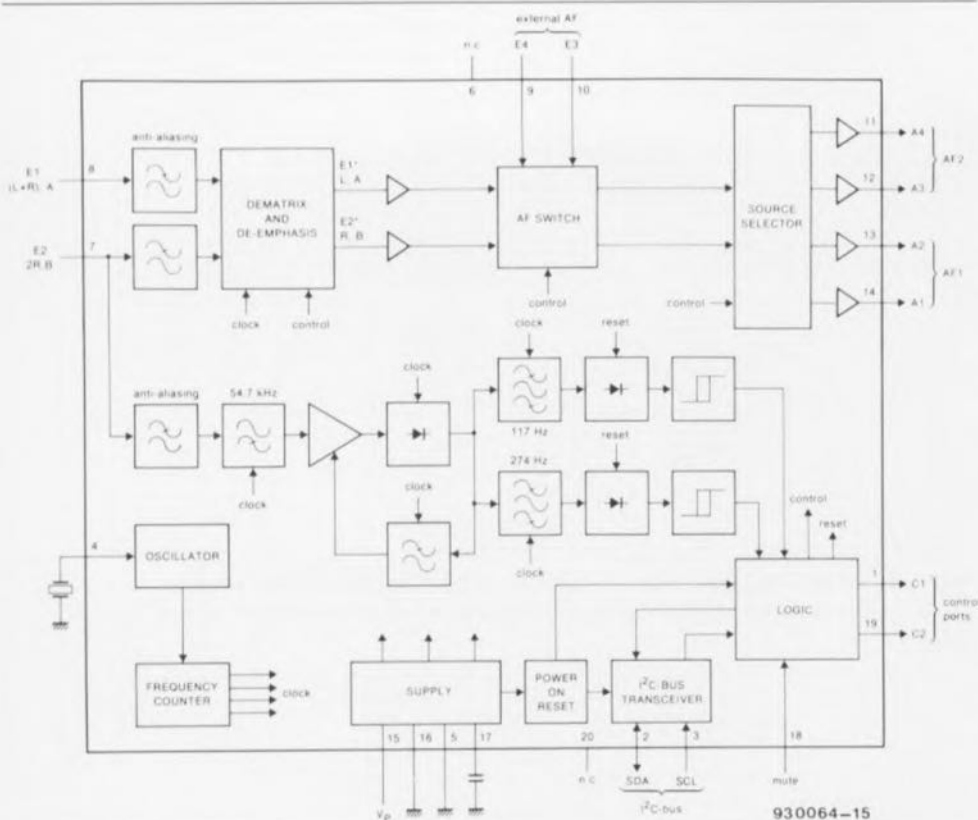 external AF
n.c. E4 E3
6 9 10
anti-aliasing
E1
(L+R), A
8
E2
2R,B
7
DEMATRIX
AND
DE-EMPHASIS
E1'
L, A
E2'
R, B
clock control
AF SWITCH
control
SOURCE
SELECTOR
control
11 A4
12 A3
AF2
13 A2
14 A1
AF1
anti-aliasing 54.7 kHz
clock
clock
clock
clock reset
117 Hz
274 Hz reset
clock
control
reset
4
OSCILLATOR
FREQUENCY
COUNTER
clock
SUPPLY
POWER
ON
RESET
I²C-BUS
TRANSCEIVER
LOGIC
1 C1
19 C2
control
ports
15 16 5 17 20 2 3 18
Vp n.c. SDA SCL mute
I²C-bus
930064-15